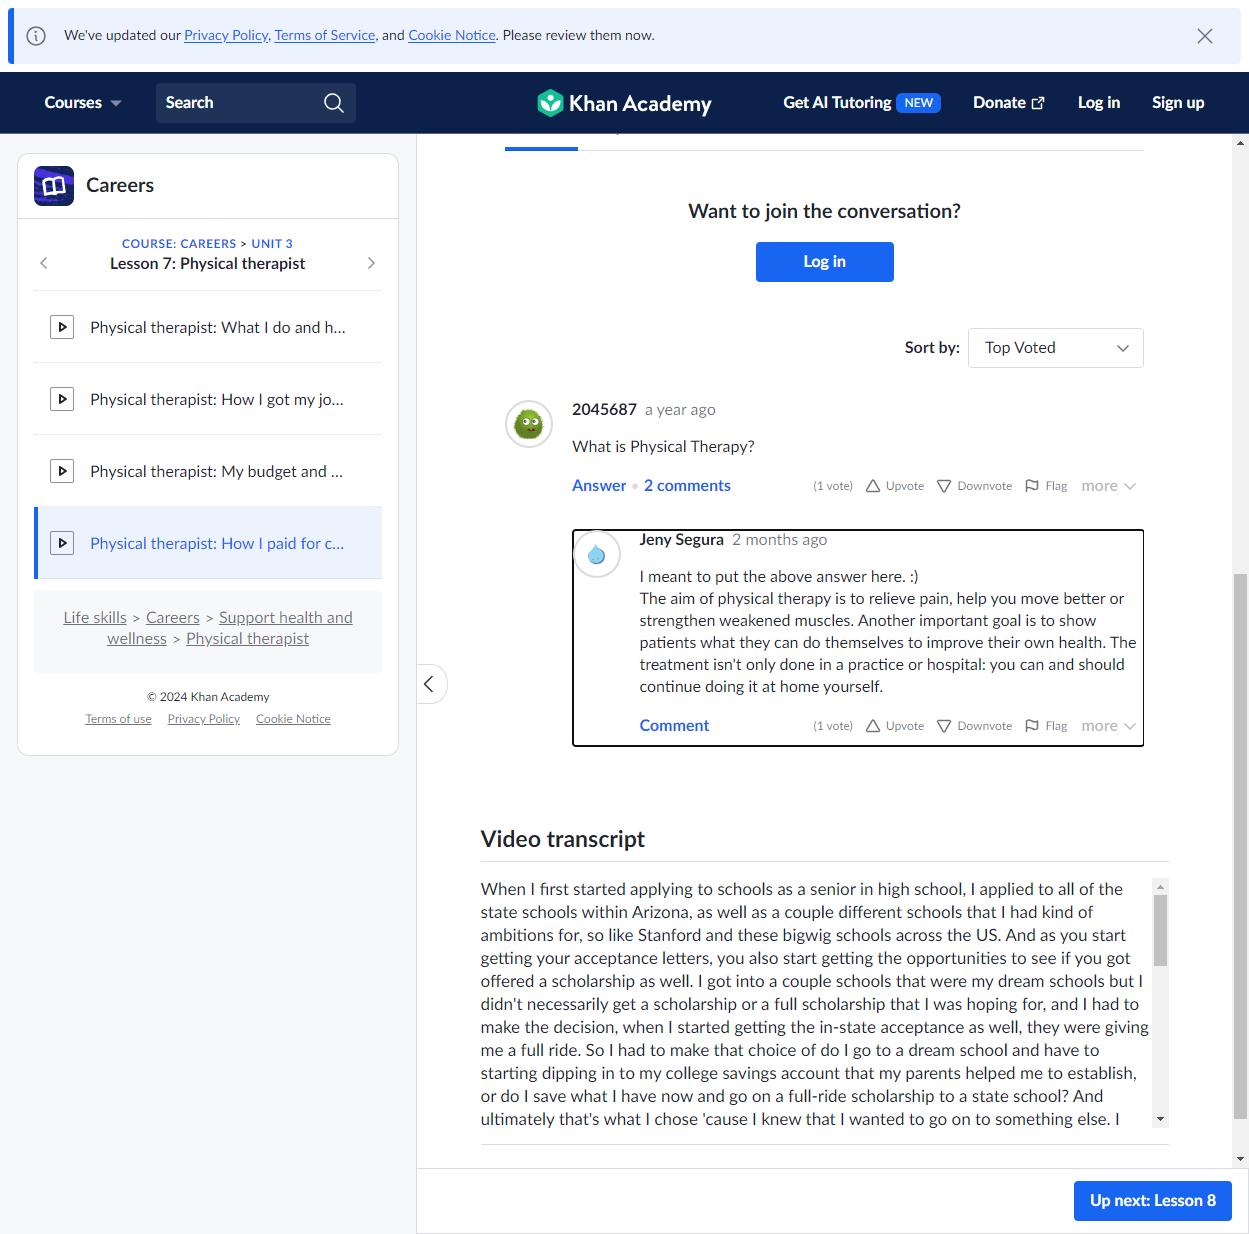 We've updated our Privacy Policy, Terms of Service, and Cookie Notice. Please review them now.
Courses
Search
Khan Academy
Get AI Tutoring NEW
Donate
Log in
Sign up
Careers
COURSE: CAREERS > UNIT 3
Lesson 7: Physical therapist
Physical therapist: What I do and h...
Physical therapist: How I got my jo...
Physical therapist: My budget and ...
Physical therapist: How I paid for c...
Life skills > Careers > Support health and
wellness > Physical therapist
© 2024 Khan Academy
Terms of use Privacy Policy Cookie Notice
Want to join the conversation?
Log in
Sort by: Top Voted
2045687 a year ago
What is Physical Therapy?
Answer • 2 comments (1 vote) Upvote Downvote Flag more
Jeny Segura 2 months ago
I meant to put the above answer here. :)
The aim of physical therapy is to relieve pain, help you move better or
strengthen weakened muscles. Another important goal is to show
patients what they can do themselves to improve their own health. The
treatment isn't only done in a practice or hospital: you can and should
continue doing it at home yourself.
Comment (1 vote) Upvote Downvote Flag more
Video transcript
When I first started applying to schools as a senior in high school, I applied to all of the
state schools within Arizona, as well as a couple different schools that I had kind of
ambitions for, so like Stanford and these bigwig schools across the US. And as you start
getting your acceptance letters, you also start getting the opportunities to see if you got
offered a scholarship as well. I got into a couple schools that were my dream schools but I
didn't necessarily get a scholarship or a full scholarship that I was hoping for, and I had to
make the decision, when I started getting the in-state acceptance as well, they were giving
me a full ride. So I had to make that choice of do I go to a dream school and have to
starting dipping in to my college savings account that my parents helped me to establish,
or do I save what I have now and go on a full-ride scholarship to a state school? And
ultimately that's what I chose 'cause I knew that I wanted to go on to something else. I
Up next: Lesson 8